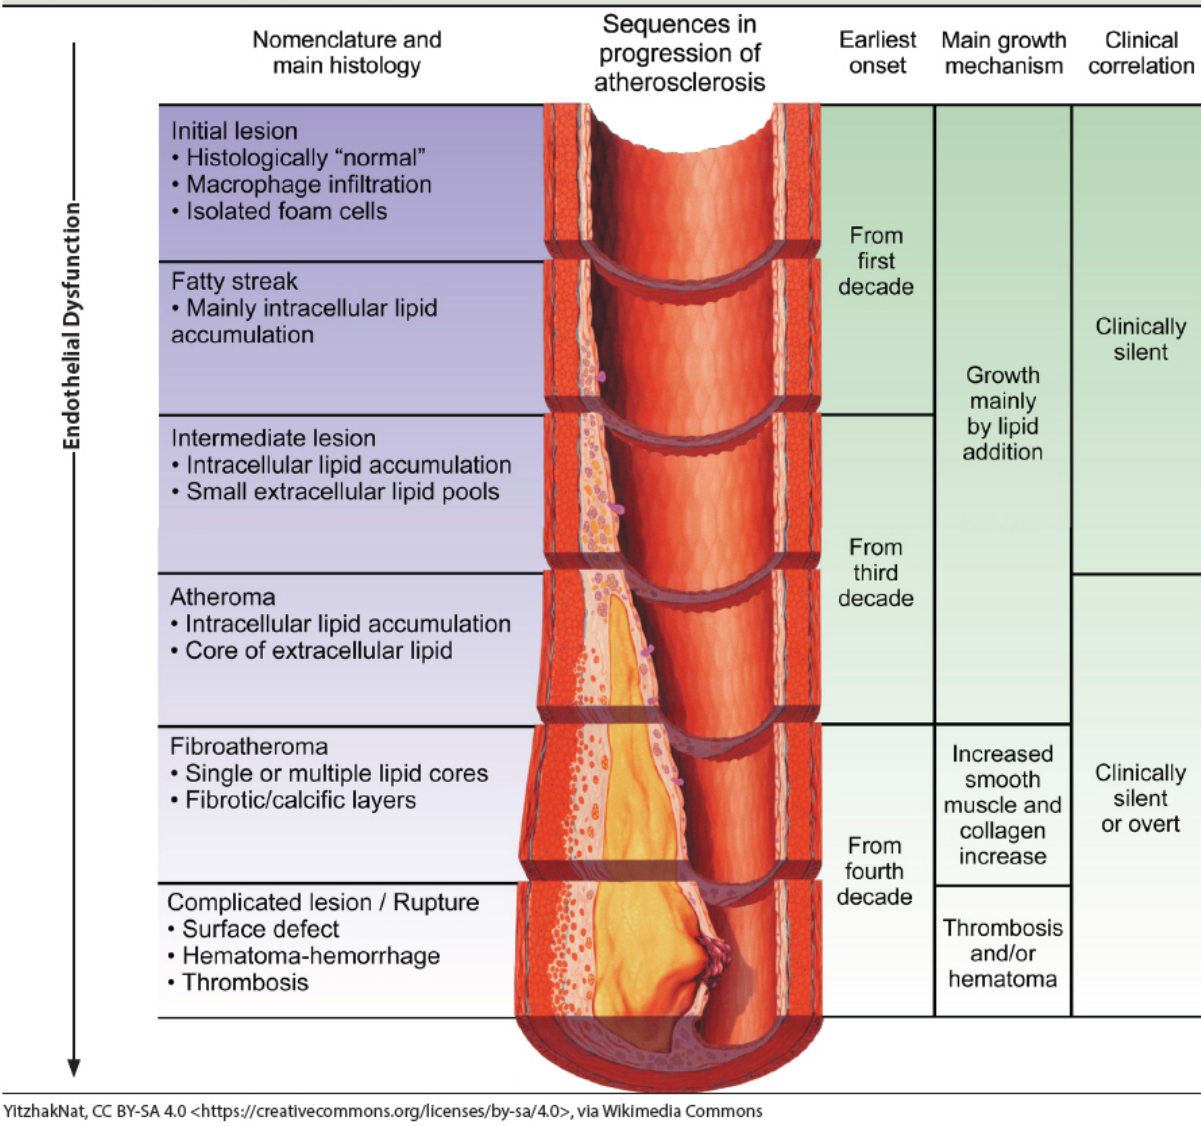 Nomenclature and
main histology
Sequences in
progression of
atherosclerosis
Earliest
onset
Main growth
mechanism
Clinical
correlation
Endothelial Dysfunction
Initial lesion
• Histologically “normal”
• Macrophage infiltration
• Isolated foam cells
Fatty streak
• Mainly intracellular lipid
accumulation
Intermediate lesion
• Intracellular lipid accumulation
• Small extracellular lipid pools
Atheroma
• Intracellular lipid accumulation
• Core of extracellular lipid
Fibroatheroma
• Single or multiple lipid cores
• Fibrotic/calcific layers
Complicated lesion / Rupture
• Surface defect
• Hematoma-hemorrhage
• Thrombosis
From
first
decade
From
third
decade
From
fourth
decade
Growth
mainly
by lipid
addition
Increased
smooth
muscle and
collagen
increase
Thrombosis
and/or
hematoma
Clinically
silent
Clinically
silent
or overt
YitzhakNat, CC BY-SA 4.0 <https://creativecommons.org/licenses/by-sa/4.0>, via Wikimedia Commons